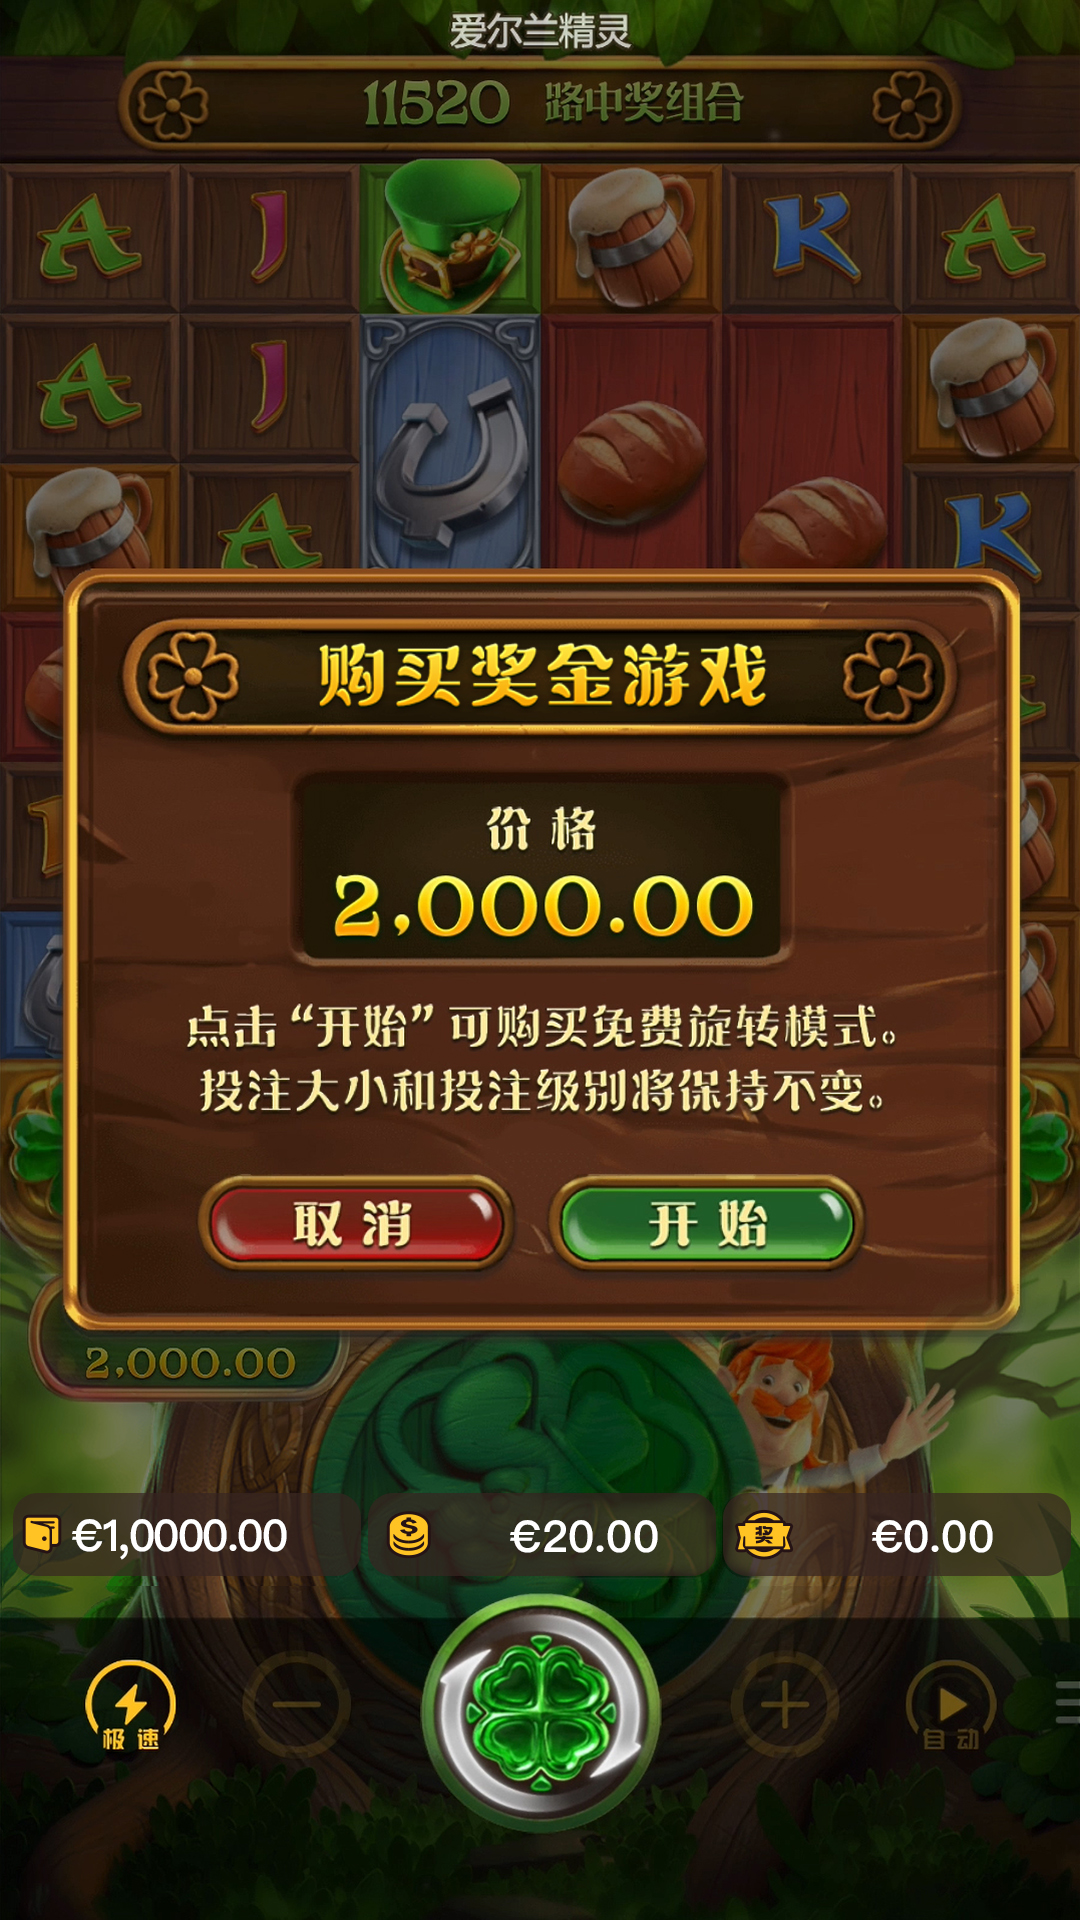 爱尔兰精灵
11520 路中奖组合
A J K A
A J
A K
购买奖金游戏
价格
2,000.00
点击“开始”可购买免费旋转模式。
投注大小和投注级别将保持不变。
取消 开始
2,000.00
€1,0000.00 €20.00 奖 €0.00
极速 自动